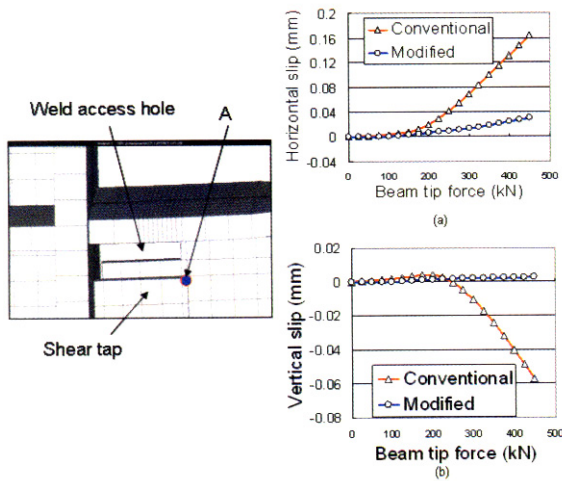 Weld access hole
A
Shear tap
0.2
0.16
0.12
0.08
0.04
0
-0.04
Horizontal slip (mm)
Conventional
Modified
0 100 200 300 400 500
Beam tip force (kN)
(a)
0.02
0
-0.02
-0.04
-0.06
-0.08
Vertical slip (mm)
Conventional
Modified
0 100 200 300 400 500
Beam tip force (kN)
(b)